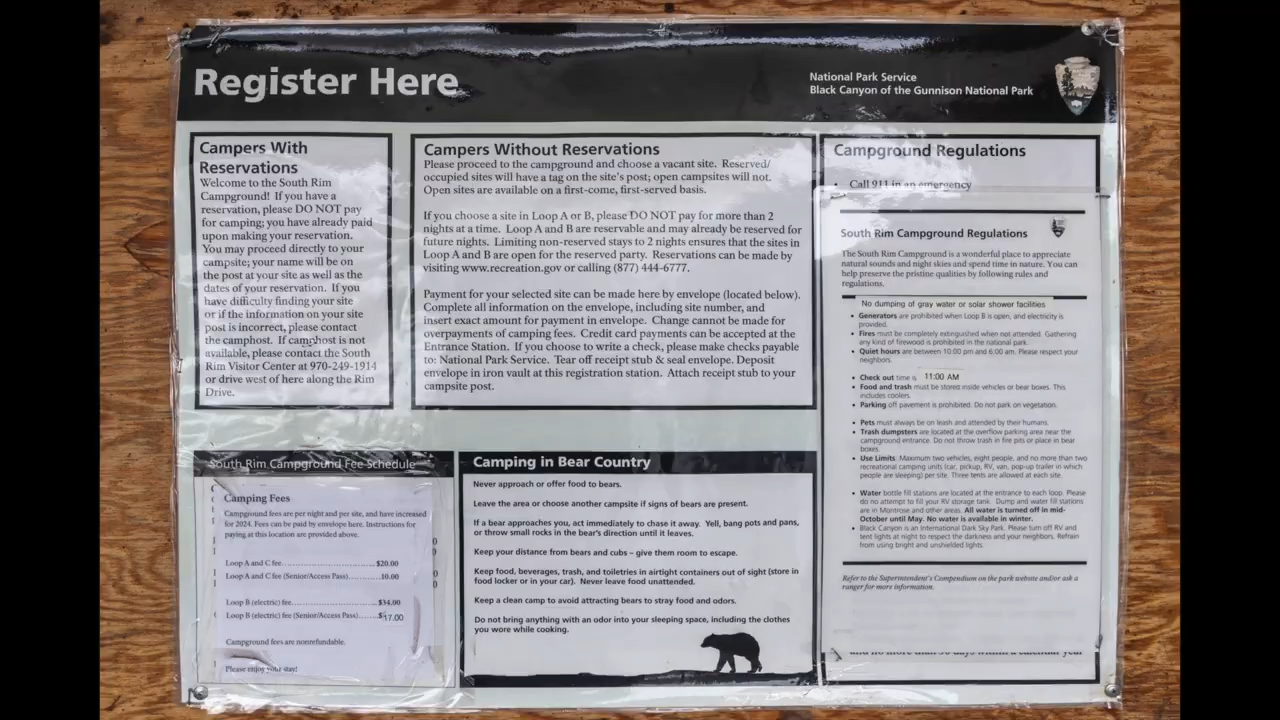 Register Here
National Park Service
Black Canyon of the Gunnison National Park
Campers With
Reservations
Welcome to the South Rim
Campground! If you have a
reservation, please DO NOT pay
for camping; you have already paid
upon making your reservation.
You may proceed directly to your
campsite; your name will be on
the post at your site as well as the
dates of your reservation. If you
have difficulty finding your site
or if the information on your site
post is incorrect, please contact
the camphost. If camphost is not
available, please contact the South
Rim Visitor Center at 970-249-1914
or drive west of here along the Rim
Drive.
Campers Without Reservations
Please proceed to the campground and choose a vacant site. Reserved/
occupied sites will have a tag on the site's post; open campsites will not.
Open sites are available on a first-come, first-served basis.
If you choose a site in Loop A or B, please DO NOT pay for more than 2
nights at a time. Loop A and B are reservable and may already be reserved for
future nights. Limiting non-reserved stays to 2 nights ensures that the sites in
Loop A and B are open for the reserved party. Reservations can be made by
visiting www.recreation.gov or calling (877) 444-6777.
Payment for your selected site can be made here by envelope (located below).
Complete all information on the envelope, including site number, and
insert exact amount for payment in envelope. Change cannot be made for
overpayments of camping fees. Credit card payments can be accepted at the
Entrance Station. If you choose to write a check, please make checks payable
to: National Park Service. Tear off receipt stub & seal envelope. Deposit
envelope in iron vault at this registration station. Attach receipt stub to your
campsite post.
Campground Regulations
• Call 911 in an emergency
South Rim Campground Regulations
The South Rim Campground is a wonderful place to appreciate
natural sounds and night skies and spend time in nature. You can
help preserve the pristine qualities by following rules and
regulations.
No dumping of gray water or solar shower facilities
• Generators are prohibited when Loop B is open, and electricity is
provided.
• Fires must be completely extinguished when not attended. Gathering
any kind of firewood is prohibited in the national park.
• Quiet hours are between 10:00 pm and 6:00 am. Please respect your
neighbors.
• Check out time is 11:00 AM
• Food and trash must be stored inside vehicles or bear boxes. This
includes coolers.
• Parking off pavement is prohibited. Do not park on vegetation.
• Pets must always be on leash and attended by their humans.
• Trash dumpsters are located at the overflow parking area near the
campground entrance. Do not throw trash in fire pits or place in bear
boxes.
• Use Limits: Maximum two vehicles, eight people, and no more than two
recreational camping units (car, pickup, RV, van, pop-up trailer in which
people are sleeping) per site. Three tents are allowed at each site.
• Water bottle fill stations are located at the entrance to each loop. Please
do no attempt to fill your RV storage tank. Dump and water fill stations
are in Montrose and other areas. All water is turned off in mid-
October until May. No water is available in winter.
• Black Canyon is an International Dark Sky Park. Please turn off RV and
tent lights at night to respect the darkness and your neighbors. Refrain
from using bright and unshielded lights.
Refer to the Superintendent's Compendium on the park website and/or ask a
ranger for more information.
and no more than 30 days within a calendar year
South Rim Campground Fee Schedule
Camping Fees
Campground fees are per night and per site, and have increased
for 2024. Fees can be paid by envelope here. Instructions for
paying at this location are provided above.
Loop A and C fee..............................$20.00
Loop A and C fee (Senior/Access Pass).......10.00
Loop B (electric) fee............................$34.00
Loop B (electric) fee (Senior/Access Pass)......$17.00
Campground fees are nonrefundable.
Please enjoy your stay!
Camping in Bear Country
Never approach or offer food to bears.
Leave the area or choose another campsite if signs of bears are present.
If a bear approaches you, act immediately to chase it away. Yell, bang pots and pans,
or throw small rocks in the bear's direction until it leaves.
Keep your distance from bears and cubs – give them room to escape.
Keep food, beverages, trash, and toiletries in airtight containers out of sight (store in
food locker or in your car). Never leave food unattended.
Keep a clean camp to avoid attracting bears to stray food and odors.
Do not bring anything with an odor into your sleeping space, including the clothes
you wore while cooking.